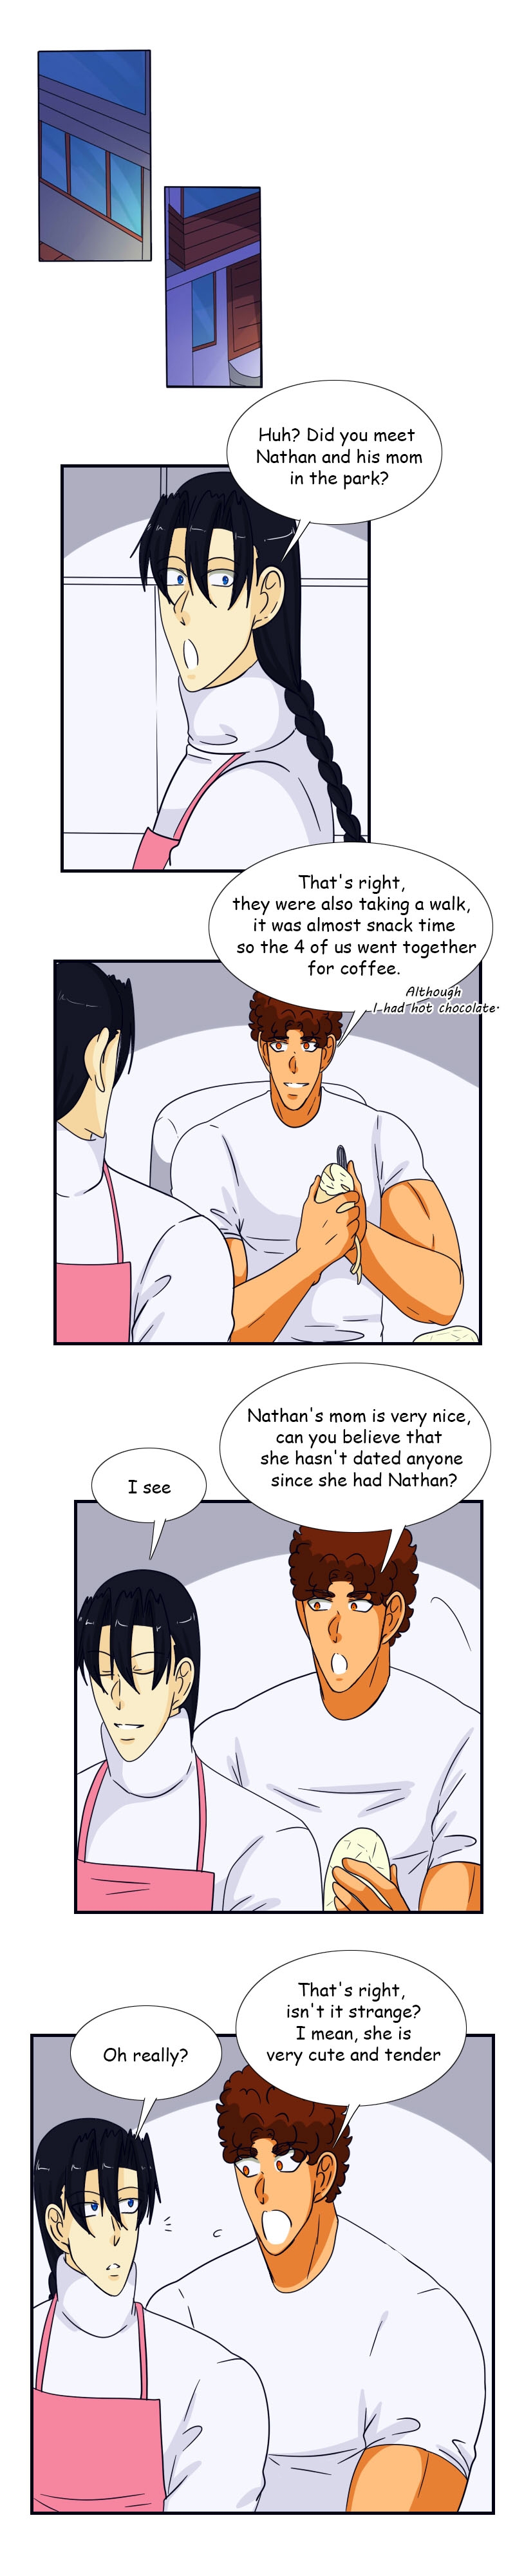 Huh? Did you meet
Nathan and his mom
in the park?
That's right,
they were also taking a walk,
it was almost snack time
so the 4 of us went together
for coffee.
Although
I had hot chocolate.
Nathan's mom is very nice,
can you believe that
she hasn't dated anyone
since she had Nathan?
I see
That's right,
isn't it strange?
I mean, she is
very cute and tender
Oh really?